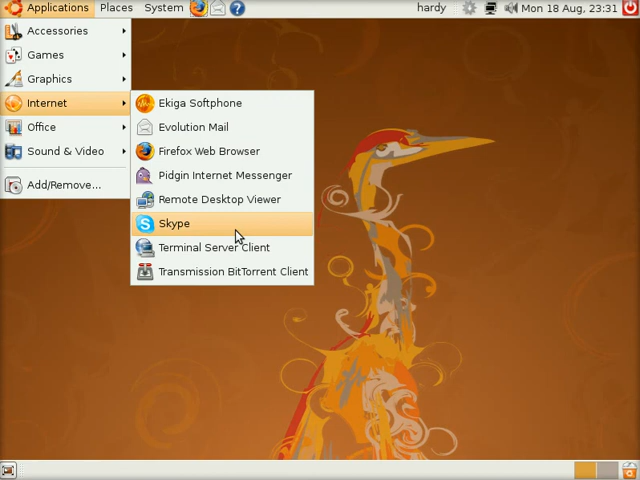 Applications Places System hardy Mon 18 Aug, 23:31
Accessories
Games
Graphics
Internet
Office
Sound & Video
Add/Remove...
Ekiga Softphone
Evolution Mail
Firefox Web Browser
Pidgin Internet Messenger
Remote Desktop Viewer
Skype
Terminal Server Client
Transmission BitTorrent Client